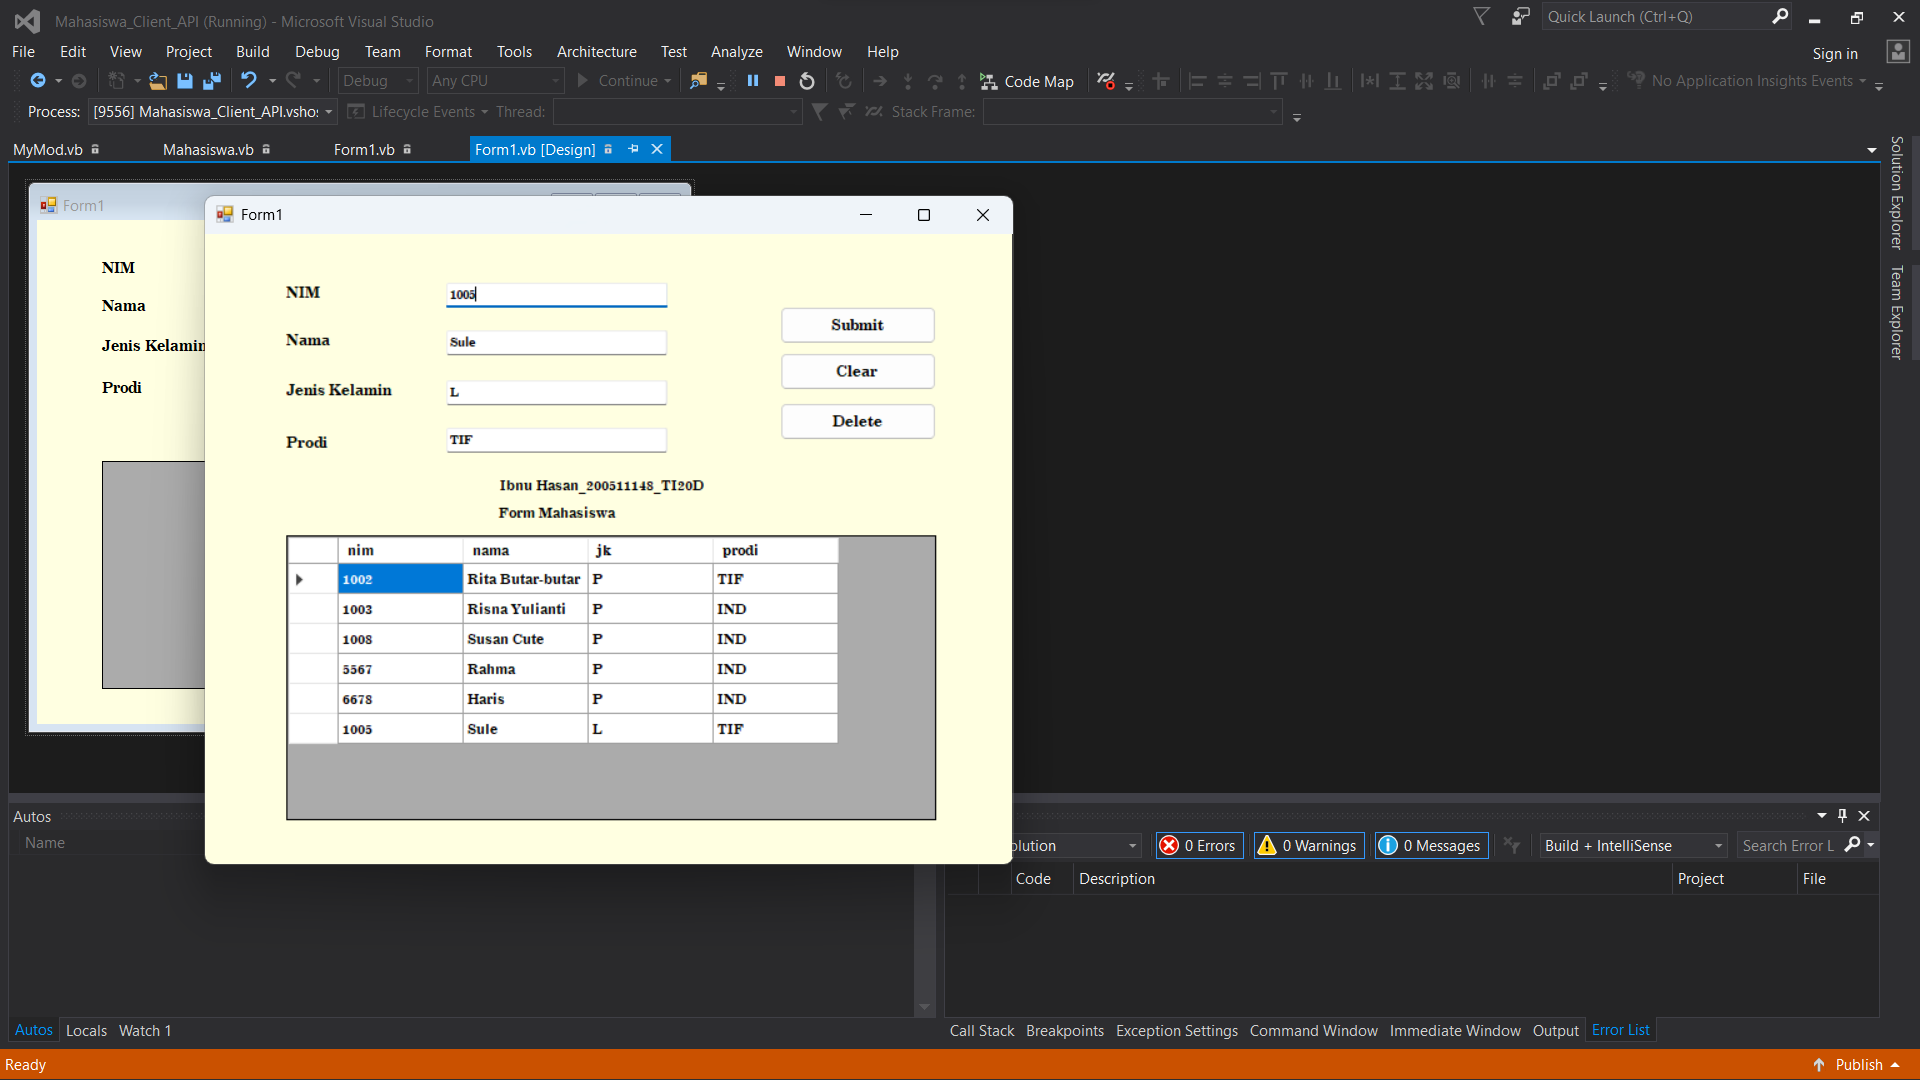 Mahasiswa_Client_API (Running) - Microsoft Visual Studio
Quick Launch (Ctrl+Q)
File Edit View Project Build Debug Team Format Tools Architecture Test Analyze Window Help
Sign in
Debug Any CPU Continue Code Map No Application Insights Events
Process: [9556] Mahasiswa_Client_API.vshos Lifecycle Events Thread: Stack Frame:
MyMod.vb Mahasiswa.vb Form1.vb Form1.vb [Design]
Solution Explorer
Team Explorer
Form1
NIM
Nama
Jenis Kelamin
Prodi
Form1
NIM 1005
Submit
Nama Sule
Clear
Jenis Kelamin L
Delete
Prodi TIF
Ibnu Hasan_200511148_TI20D
Form Mahasiswa
nim nama jk prodi
1002 Rita Butar-butar P TIF
1003 Risna Yulianti P IND
1008 Susan Cute P IND
5567 Rahma P IND
6678 Haris P IND
1005 Sule L TIF
Autos
Name
olution 0 Errors 0 Warnings 0 Messages Build + IntelliSense Search Error L
Code Description Project File
Autos Locals Watch 1
Call Stack Breakpoints Exception Settings Command Window Immediate Window Output Error List
Ready
Publish